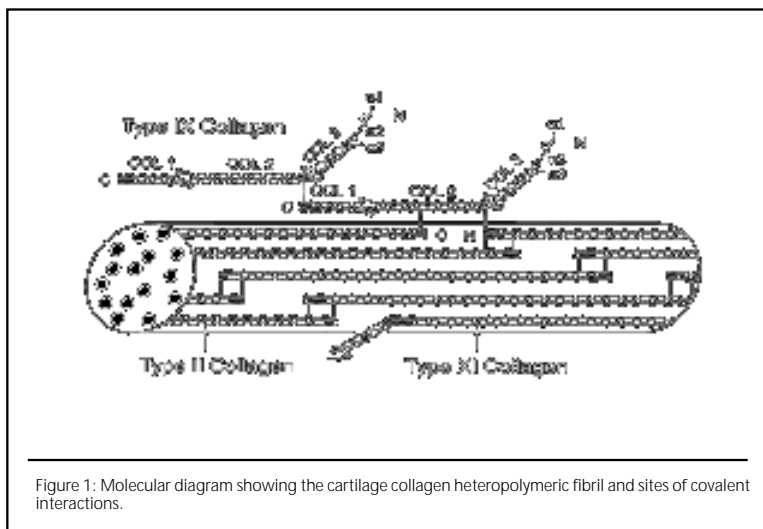 α1
Type IX Collagen
N
α1
COL 3
α2
α3
N
COL 1
COL 2
COL 3
C
α2
α3
COL 1
COL 2
C
C
N
Type II Collagen
Type XI Collagen
Figure 1: Molecular diagram showing the cartilage collagen heteropolymeric fibril and sites of covalent
interactions.